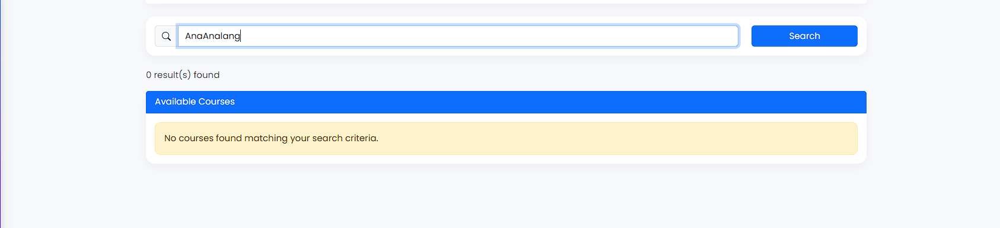 AnaAnalang
Search
0 result(s) found
Available Courses
No courses found matching your search criteria.